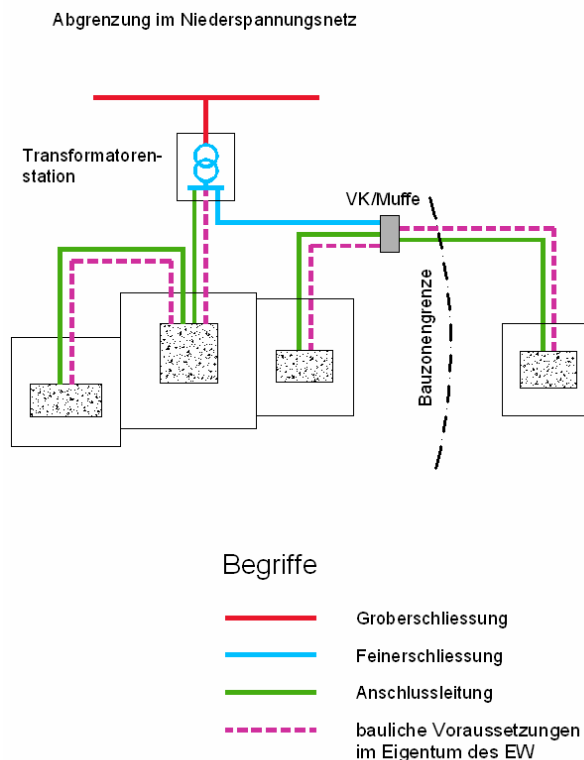 Abgrenzung im Niederspannungsnetz
Transformatoren-
station
VK/Muffe
Bauzonengrenze
Begriffe
Groberschliessung
Feinerschliessung
Anschlussleitung
bauliche Voraussetzungen
im Eigentum des EW